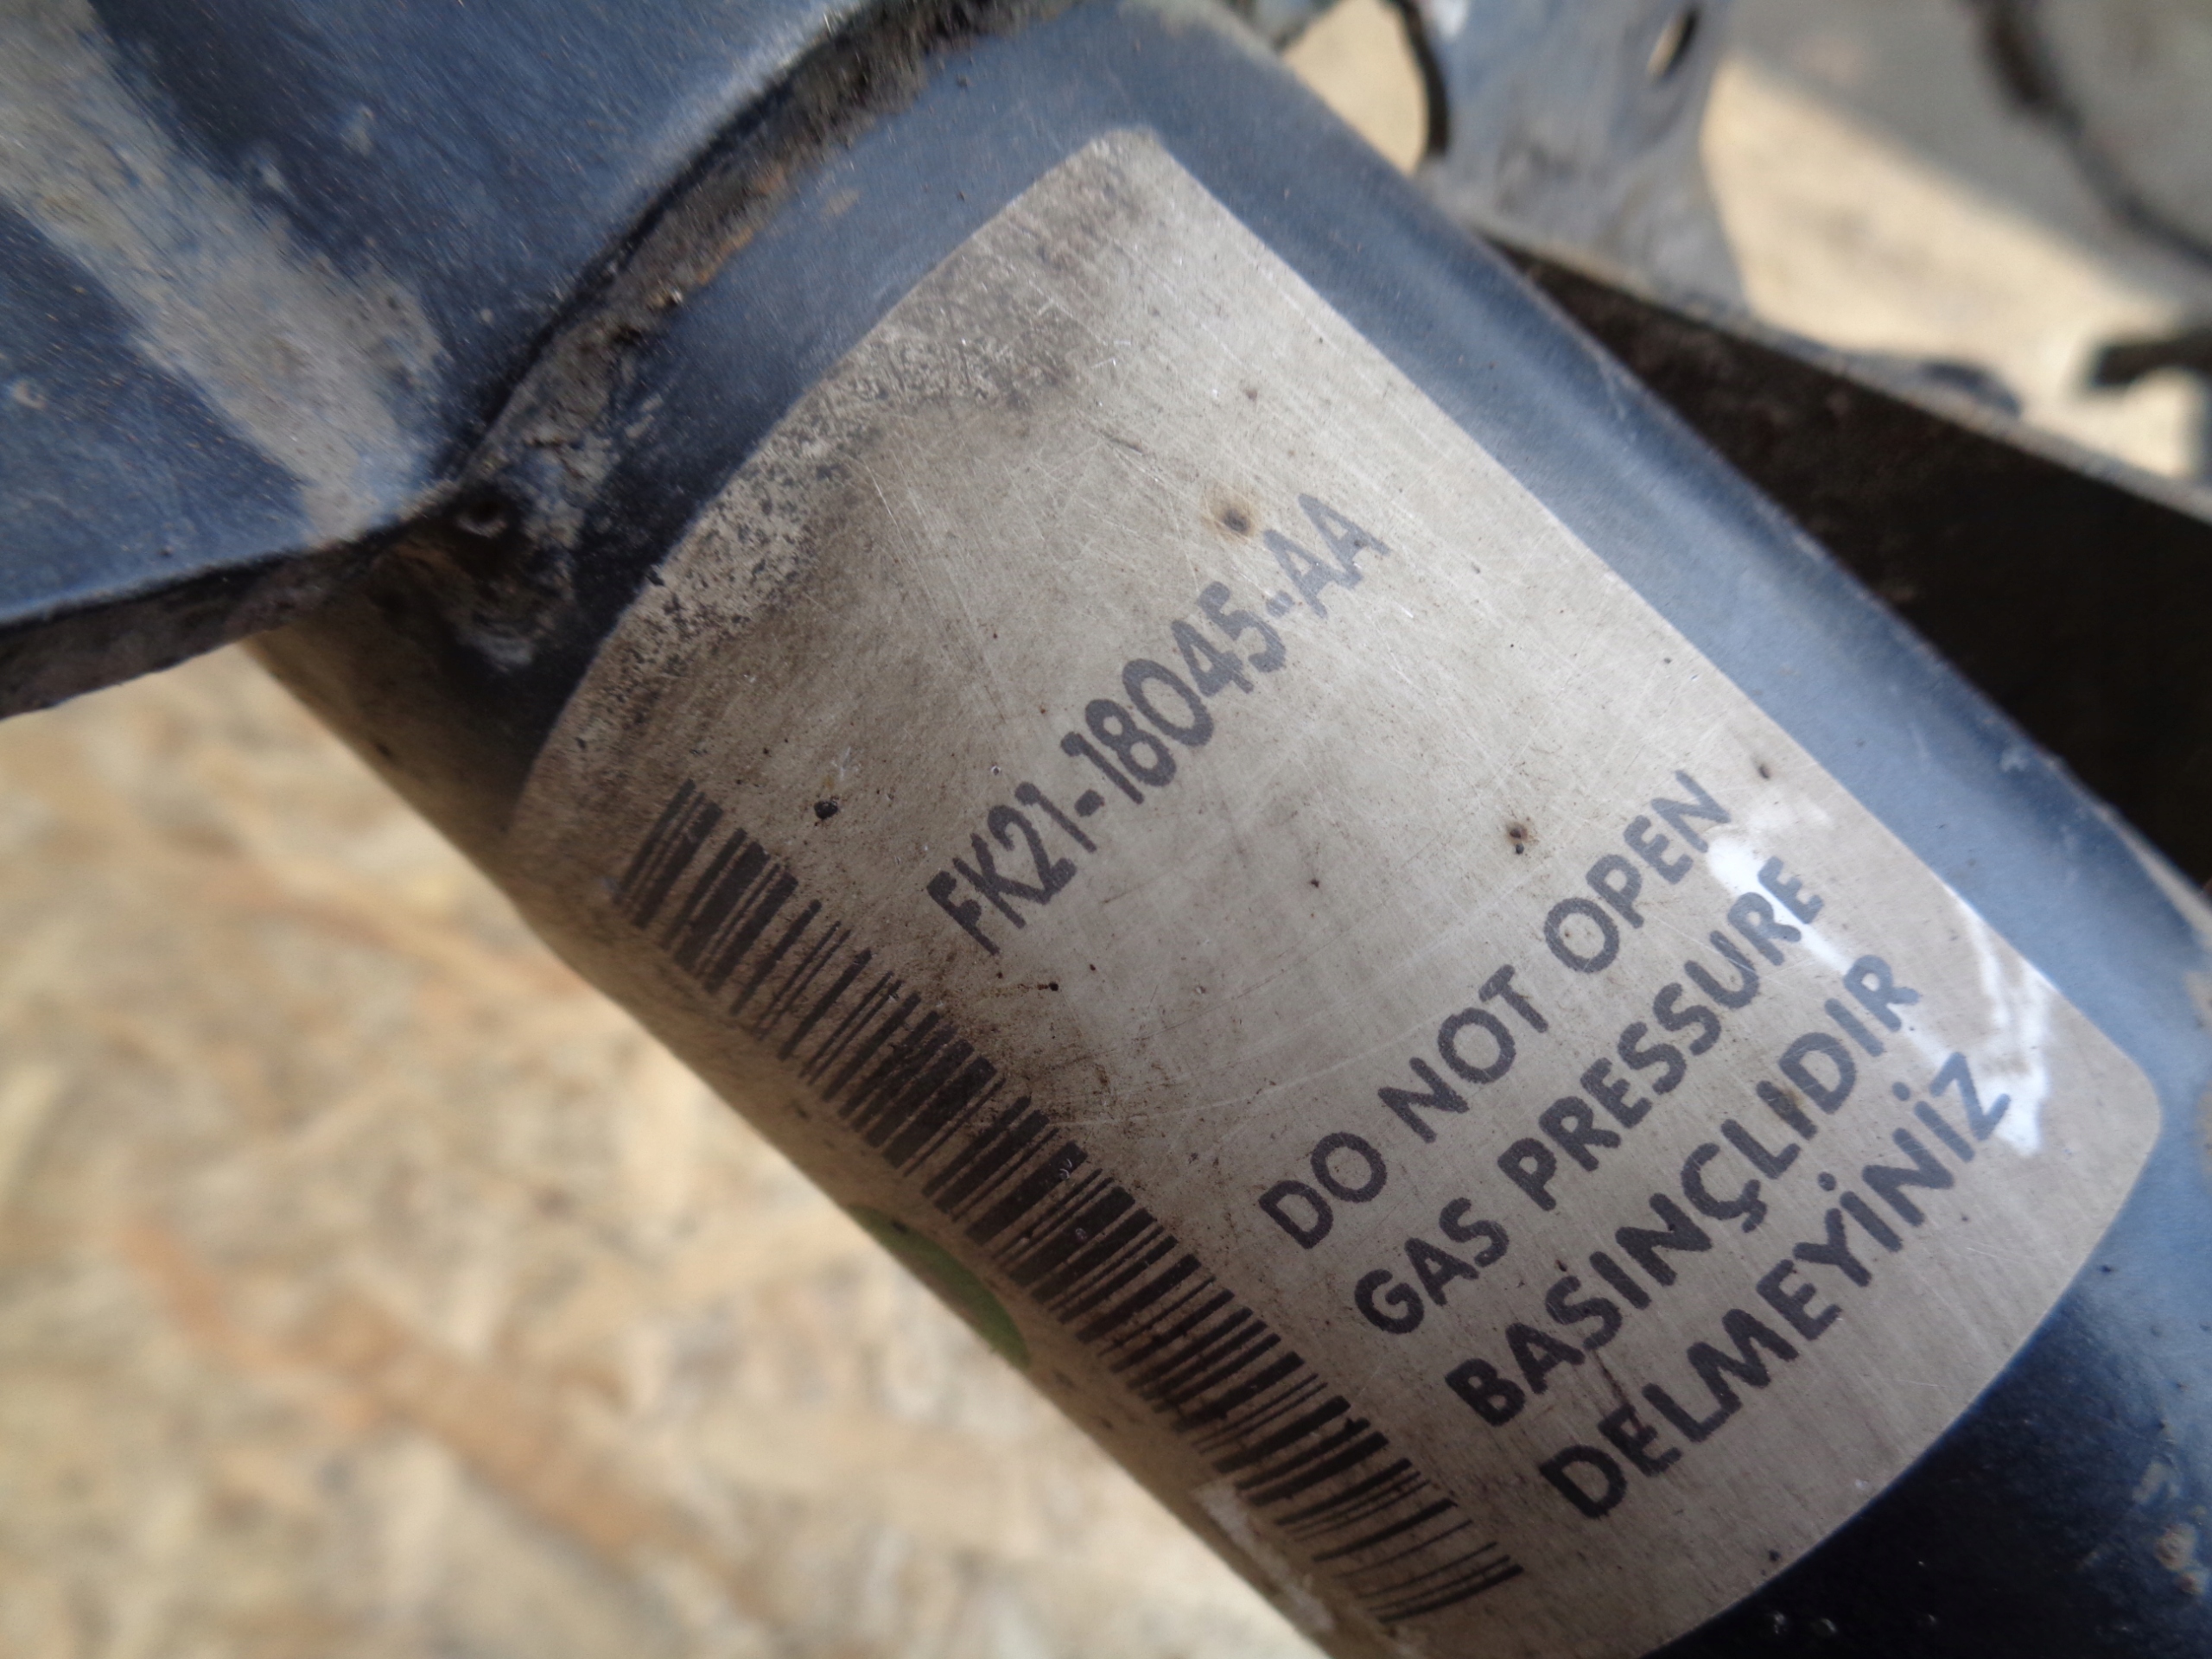 FK21-18045-AA
DO NOT OPEN
GAS PRESSURE
BASINÇLIDIR
DELMEYİNİZ